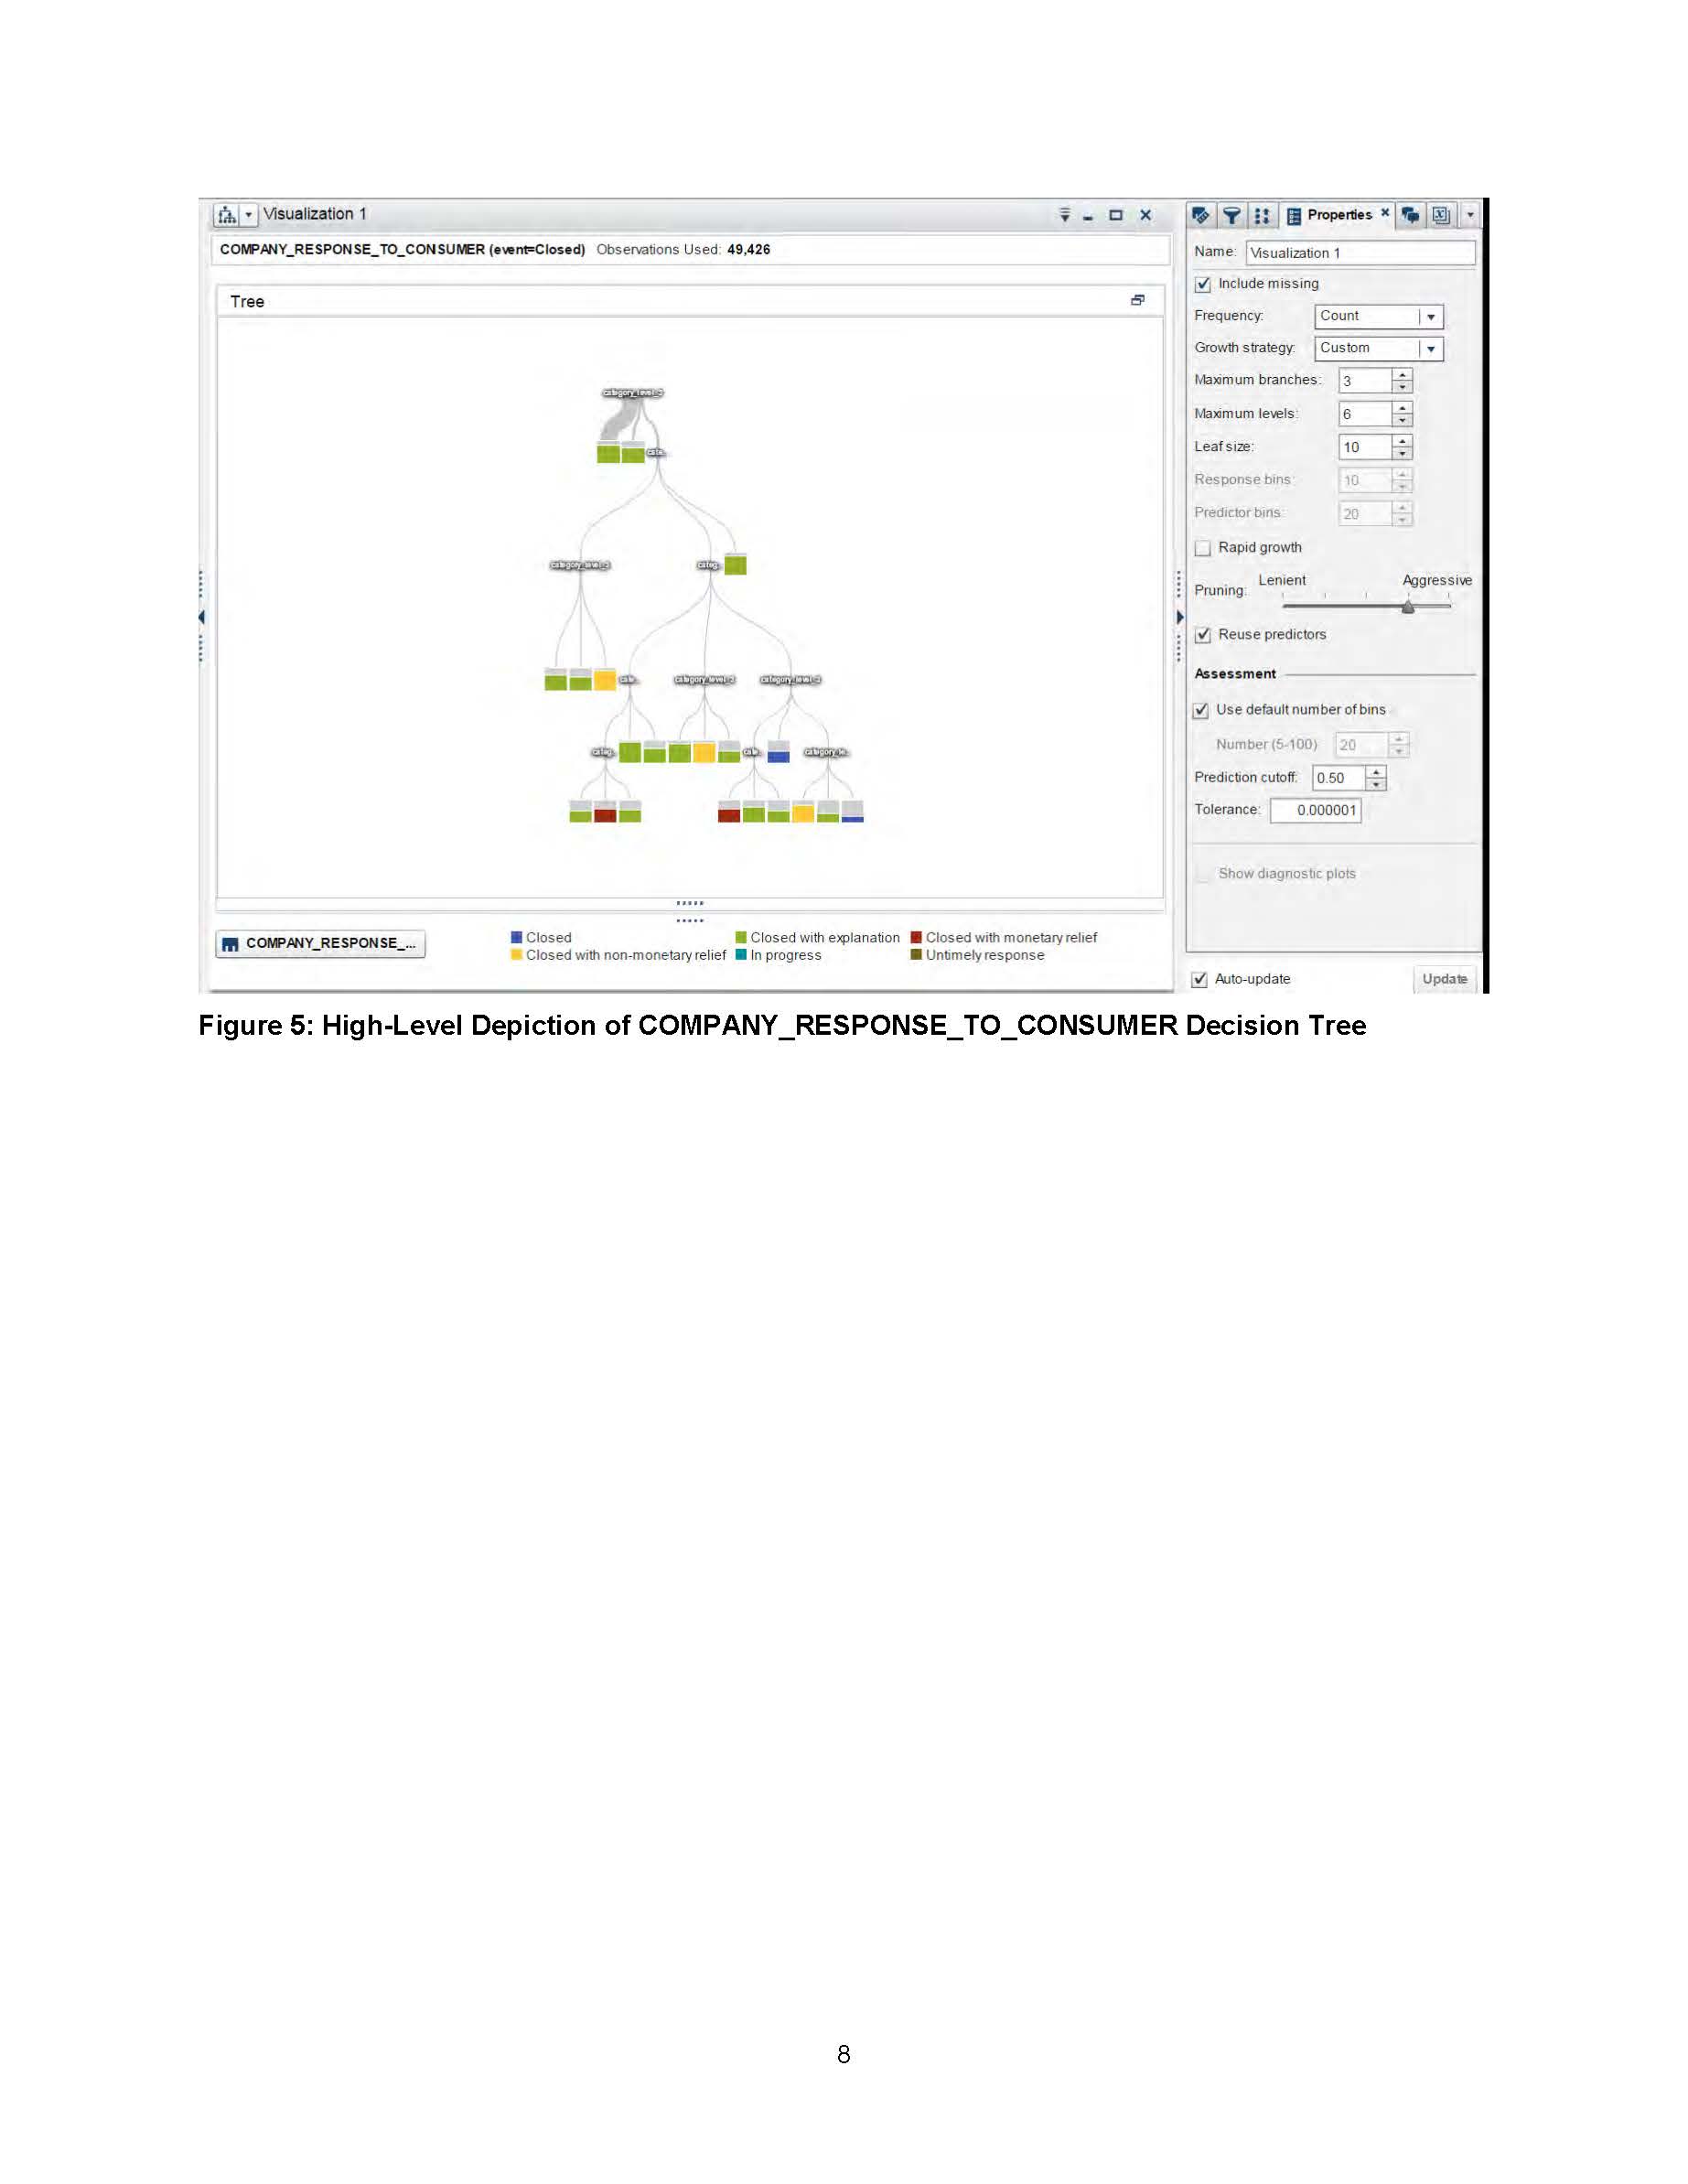 Visualization 1
COMPANY_RESPONSE_TO_CONSUMER (event=Closed) Observations Used: 49,426
Tree
category_level_2
cate...
category_level_2
categ...
cate...
category_level_2
category_level_2
categ...
cate...
category_le...
COMPANY_RESPONSE_...
Closed
Closed with explanation
Closed with monetary relief
Closed with non-monetary relief
In progress
Untimely response
Properties
Name: Visualization 1
Include missing
Frequency: Count
Growth strategy: Custom
Maximum branches: 3
Maximum levels: 6
Leaf size: 10
Response bins: 10
Predictor bins: 20
Rapid growth
Lenient Aggressive
Pruning:
Reuse predictors
Assessment
Use default number of bins
Number (5-100) 20
Prediction cutoff: 0.50
Tolerance: 0.000001
Show diagnostic plots
Auto-update Update
Figure 5: High-Level Depiction of COMPANY_RESPONSE_TO_CONSUMER Decision Tree
8